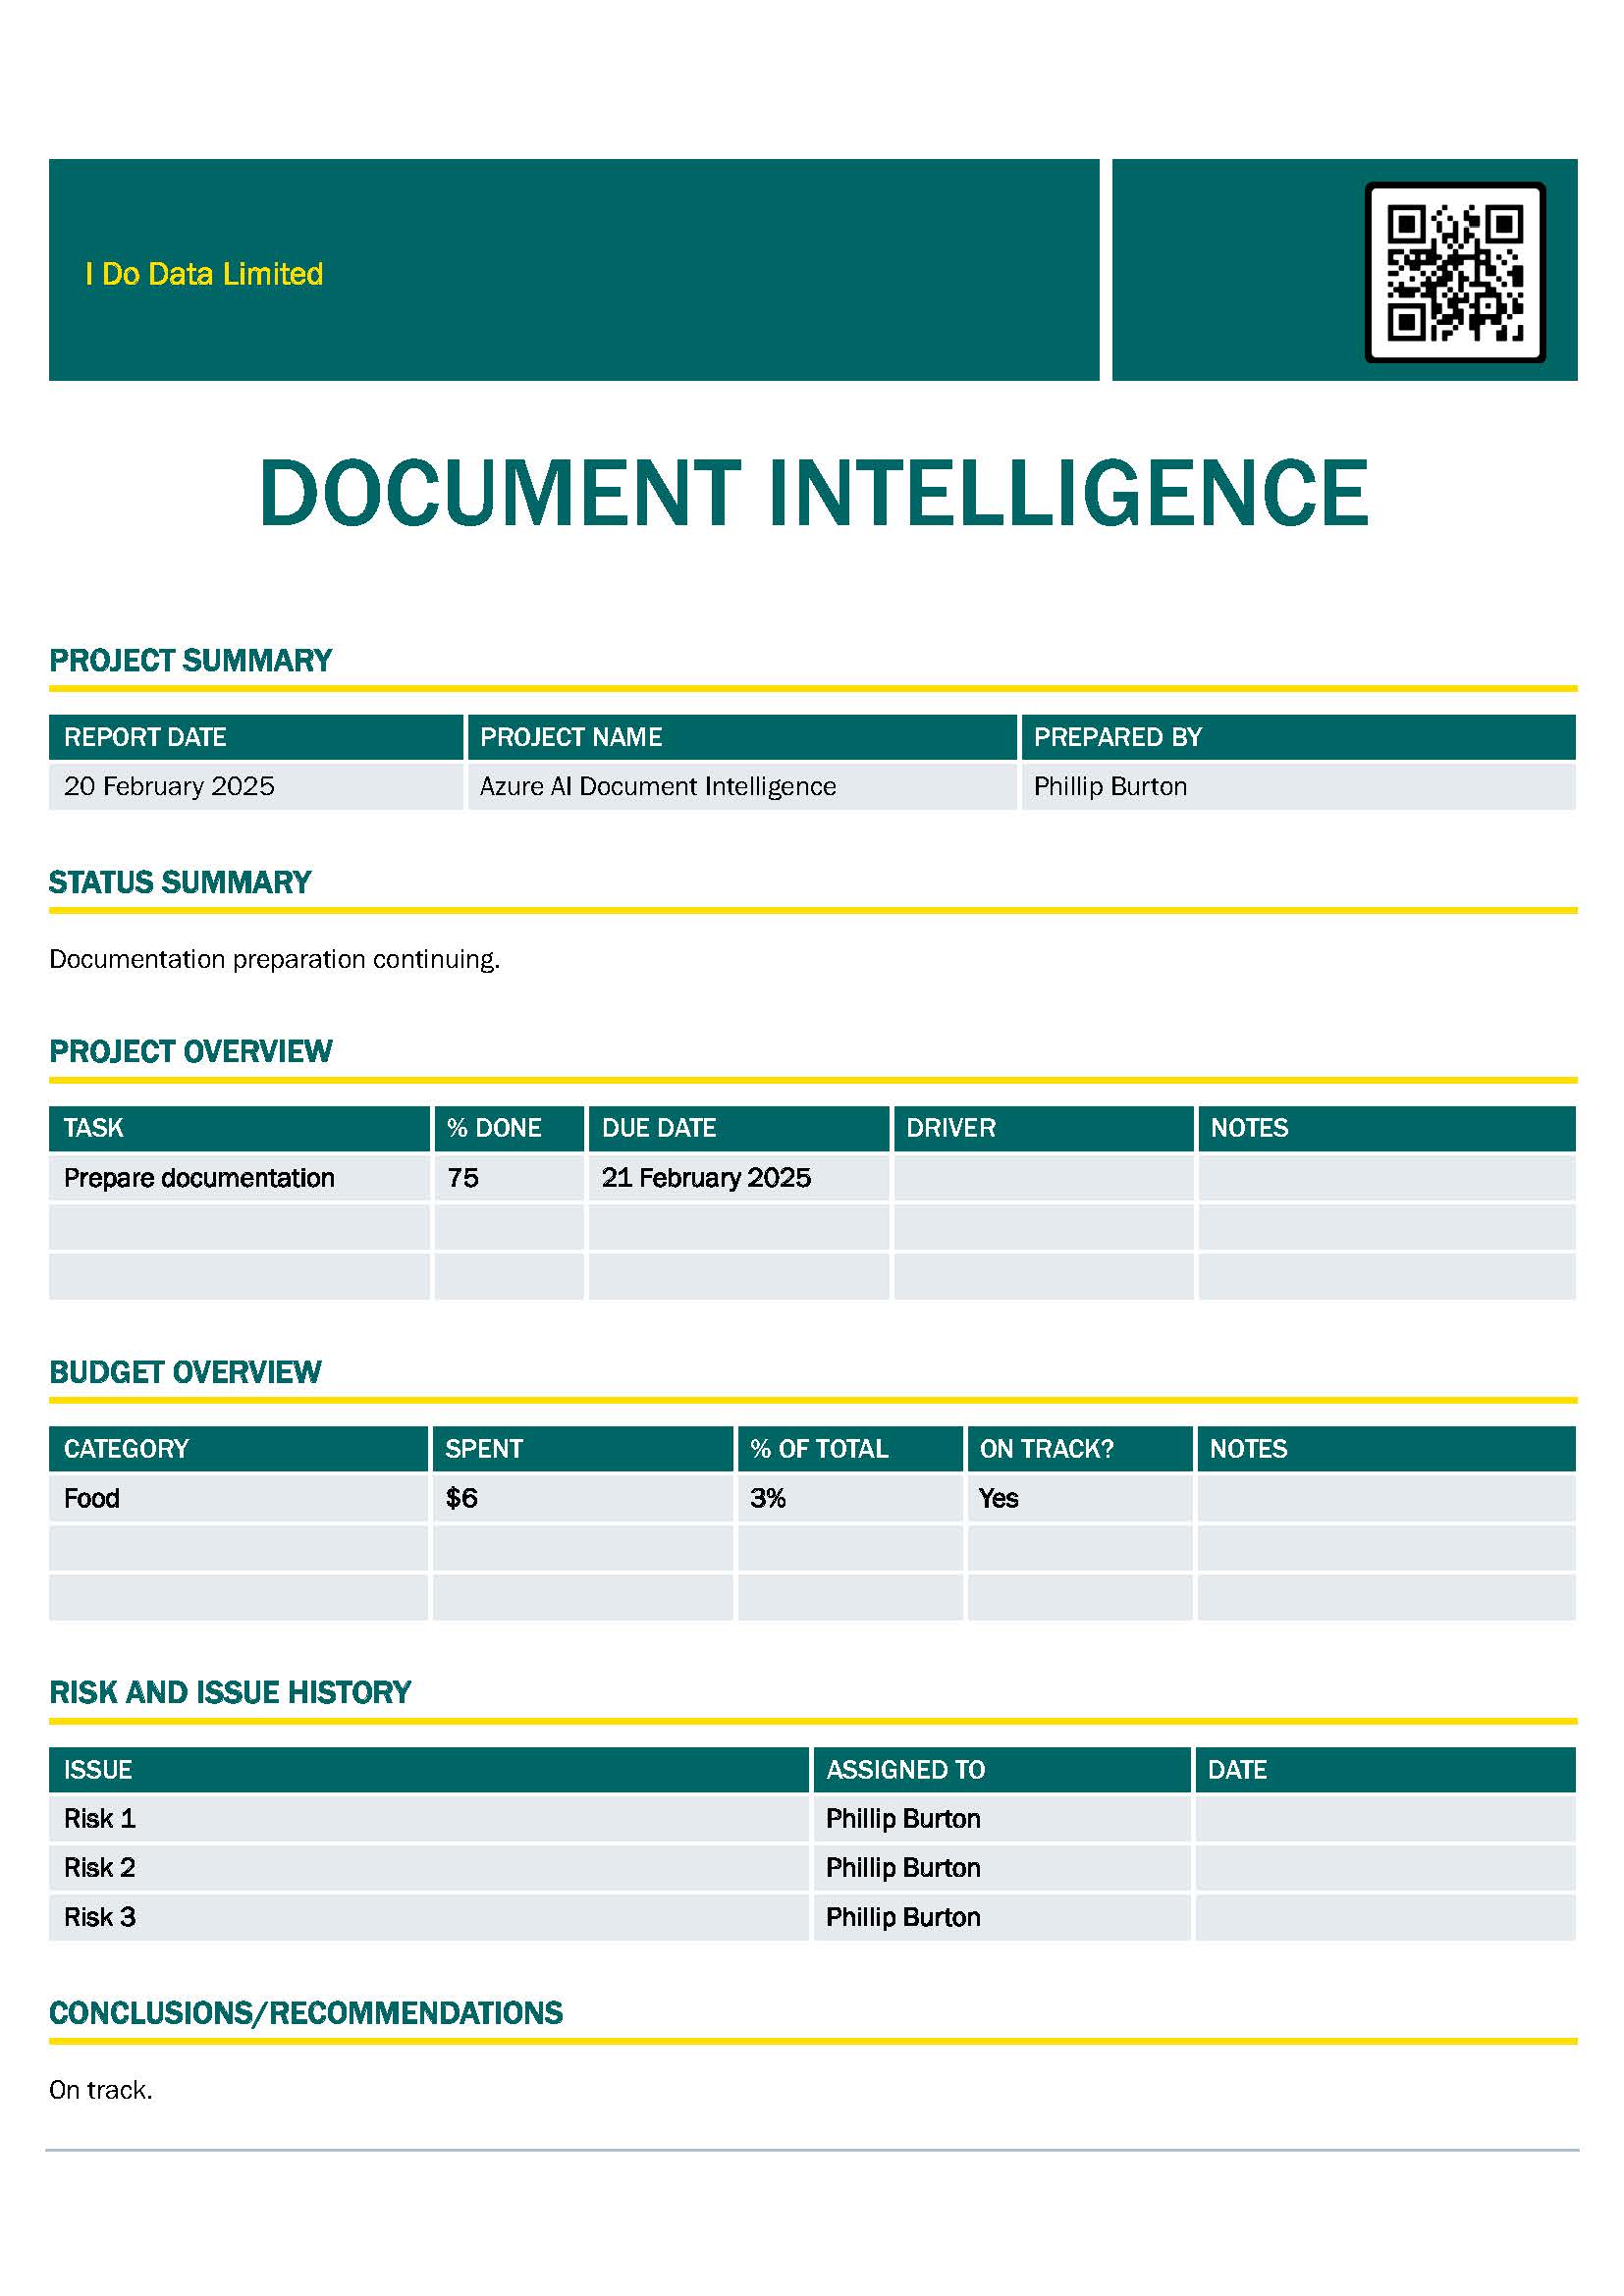 I Do Data Limited
DOCUMENT INTELLIGENCE
PROJECT SUMMARY
REPORT DATE PROJECT NAME PREPARED BY
20 February 2025 Azure AI Document Intelligence Phillip Burton
STATUS SUMMARY
Documentation preparation continuing.
PROJECT OVERVIEW
TASK % DONE DUE DATE DRIVER NOTES
Prepare documentation 75 21 February 2025
BUDGET OVERVIEW
CATEGORY SPENT % OF TOTAL ON TRACK? NOTES
Food $6 3% Yes
RISK AND ISSUE HISTORY
ISSUE ASSIGNED TO DATE
Risk 1 Phillip Burton
Risk 2 Phillip Burton
Risk 3 Phillip Burton
CONCLUSIONS/RECOMMENDATIONS
On track.